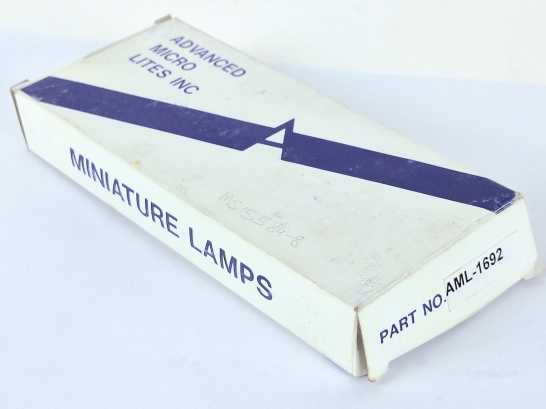 ADVANCED
MICRO
LITES INC
A
MINIATURE LAMPS
PART NO. AML-1692